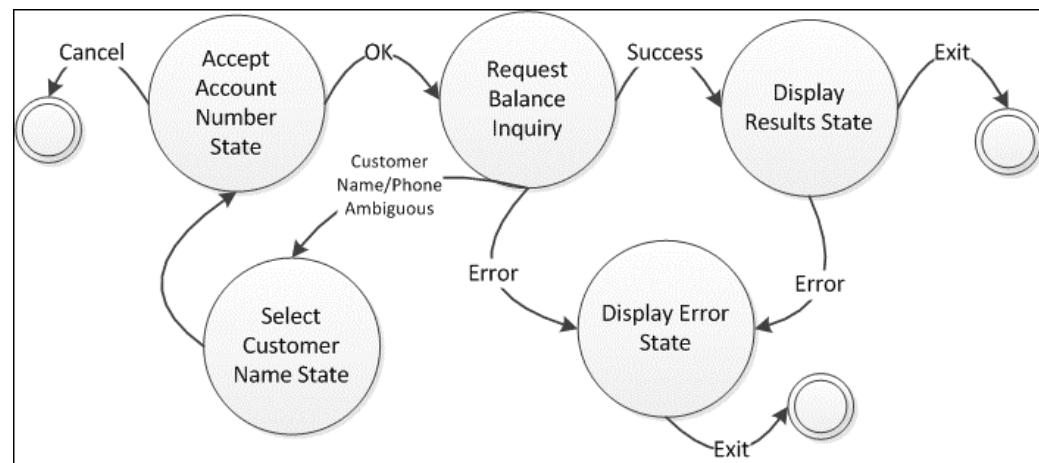 Cancel
Accept
Account
Number
State
OK
Request
Balance
Inquiry
Success
Display
Results State
Exit
Customer
Name/Phone
Ambiguous
Error
Error
Select
Customer
Name State
Display Error
State
Exit